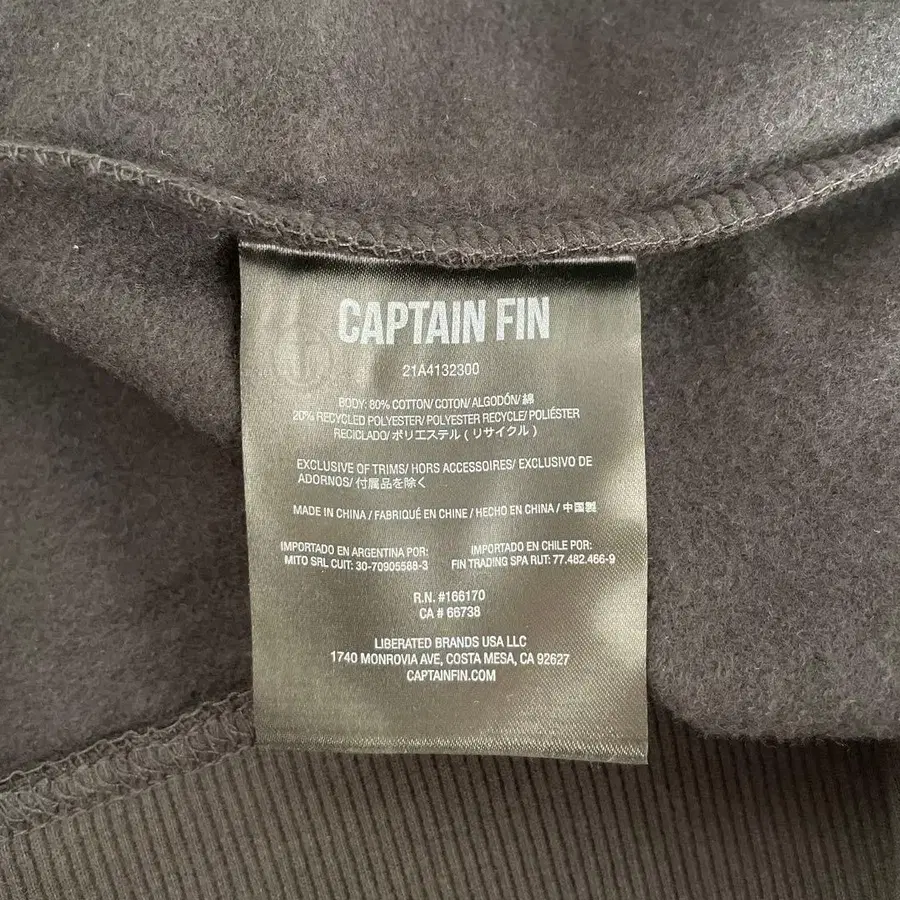 CAPTAIN FIN
21A4132300
BODY: 80% COTTON/ COTON/ ALGODÓN/ 綿
20% RECYCLED POLYESTER/ POLYESTER RECYCLE/ POLIÉSTER
RECICLADO/ ポリエステル ( リサイクル )
EXCLUSIVE OF TRIMS/ HORS ACCESSOIRES/ EXCLUSIVO DE
ADORNOS/ 付属品を除く
MADE IN CHINA / FABRIQUÉ EN CHINE / HECHO EN CHINA / 中国製
IMPORTADO EN ARGENTINA POR:
MITO SRL CUIT: 30-70905588-3
IMPORTADO EN CHILE POR:
FIN TRADING SPA RUT: 77.482.466-9
R.N. #166170
CA # 66738
LIBERATED BRANDS USA LLC
1740 MONROVIA AVE, COSTA MESA, CA 92627
CAPTAINFIN.COM